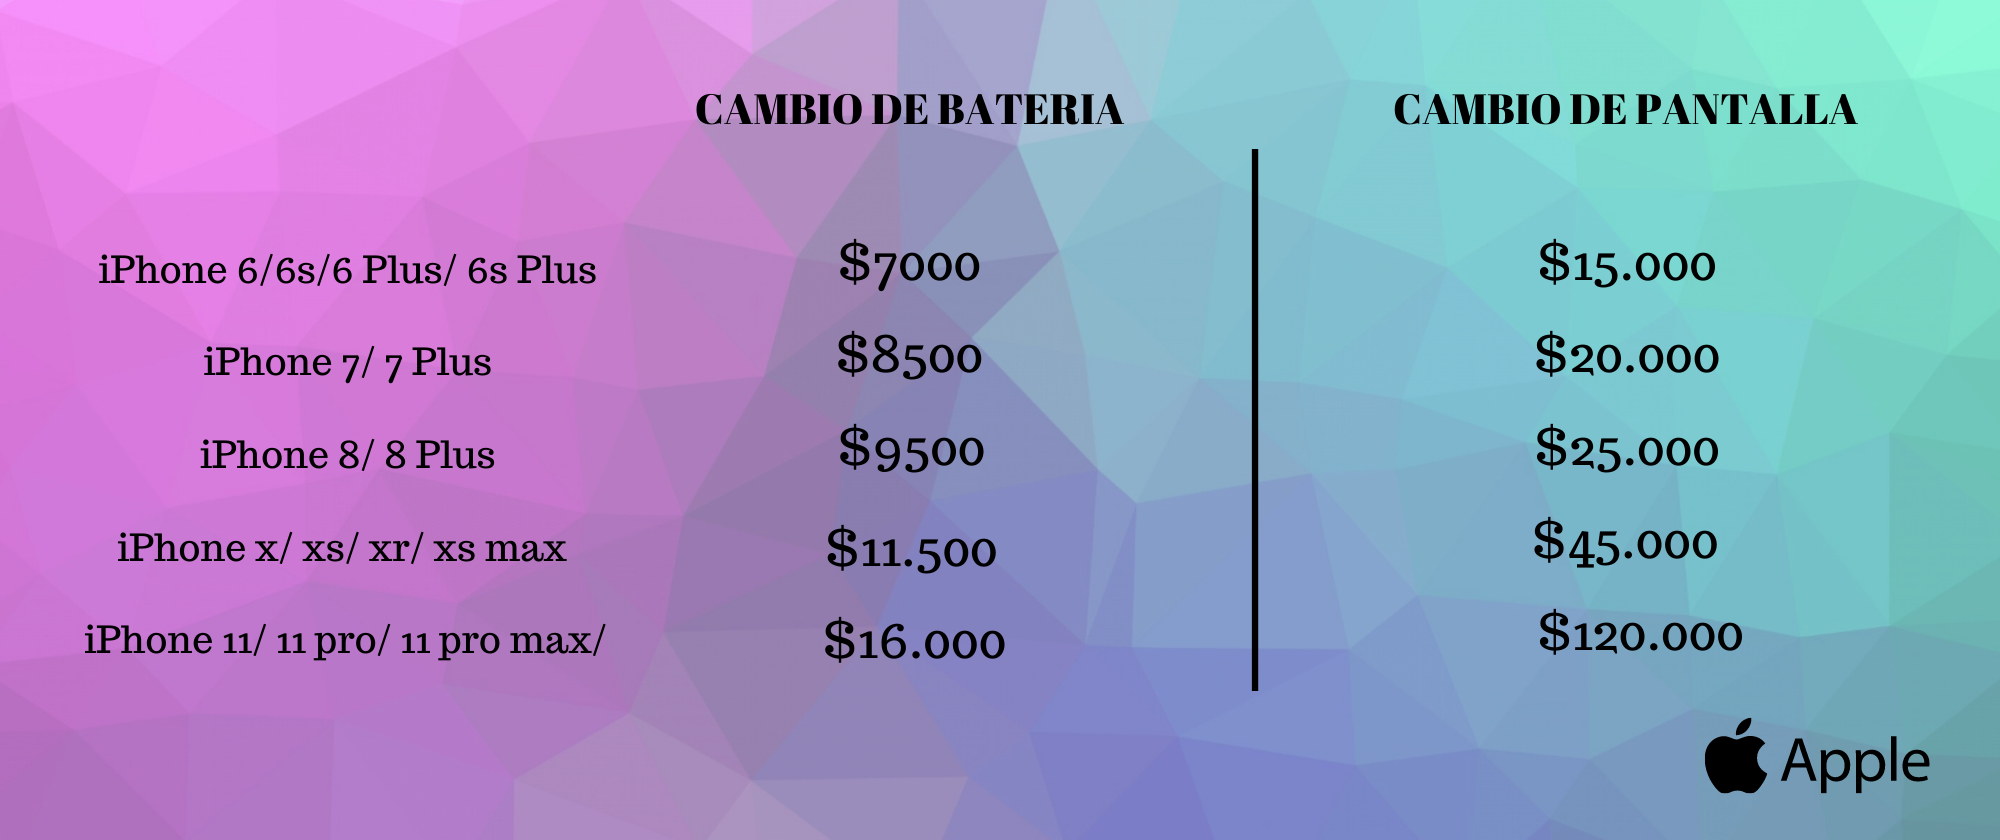 CAMBIO DE BATERIA CAMBIO DE PANTALLA
iPhone 6/6s/6 Plus/ 6s Plus $7000 $15.000
iPhone 7/ 7 Plus $8500 $20.000
iPhone 8/ 8 Plus $9500 $25.000
iPhone x/ xs/ xr/ xs max $11.500 $45.000
iPhone 11/ 11 pro/ 11 pro max/ $16.000 $120.000
Apple